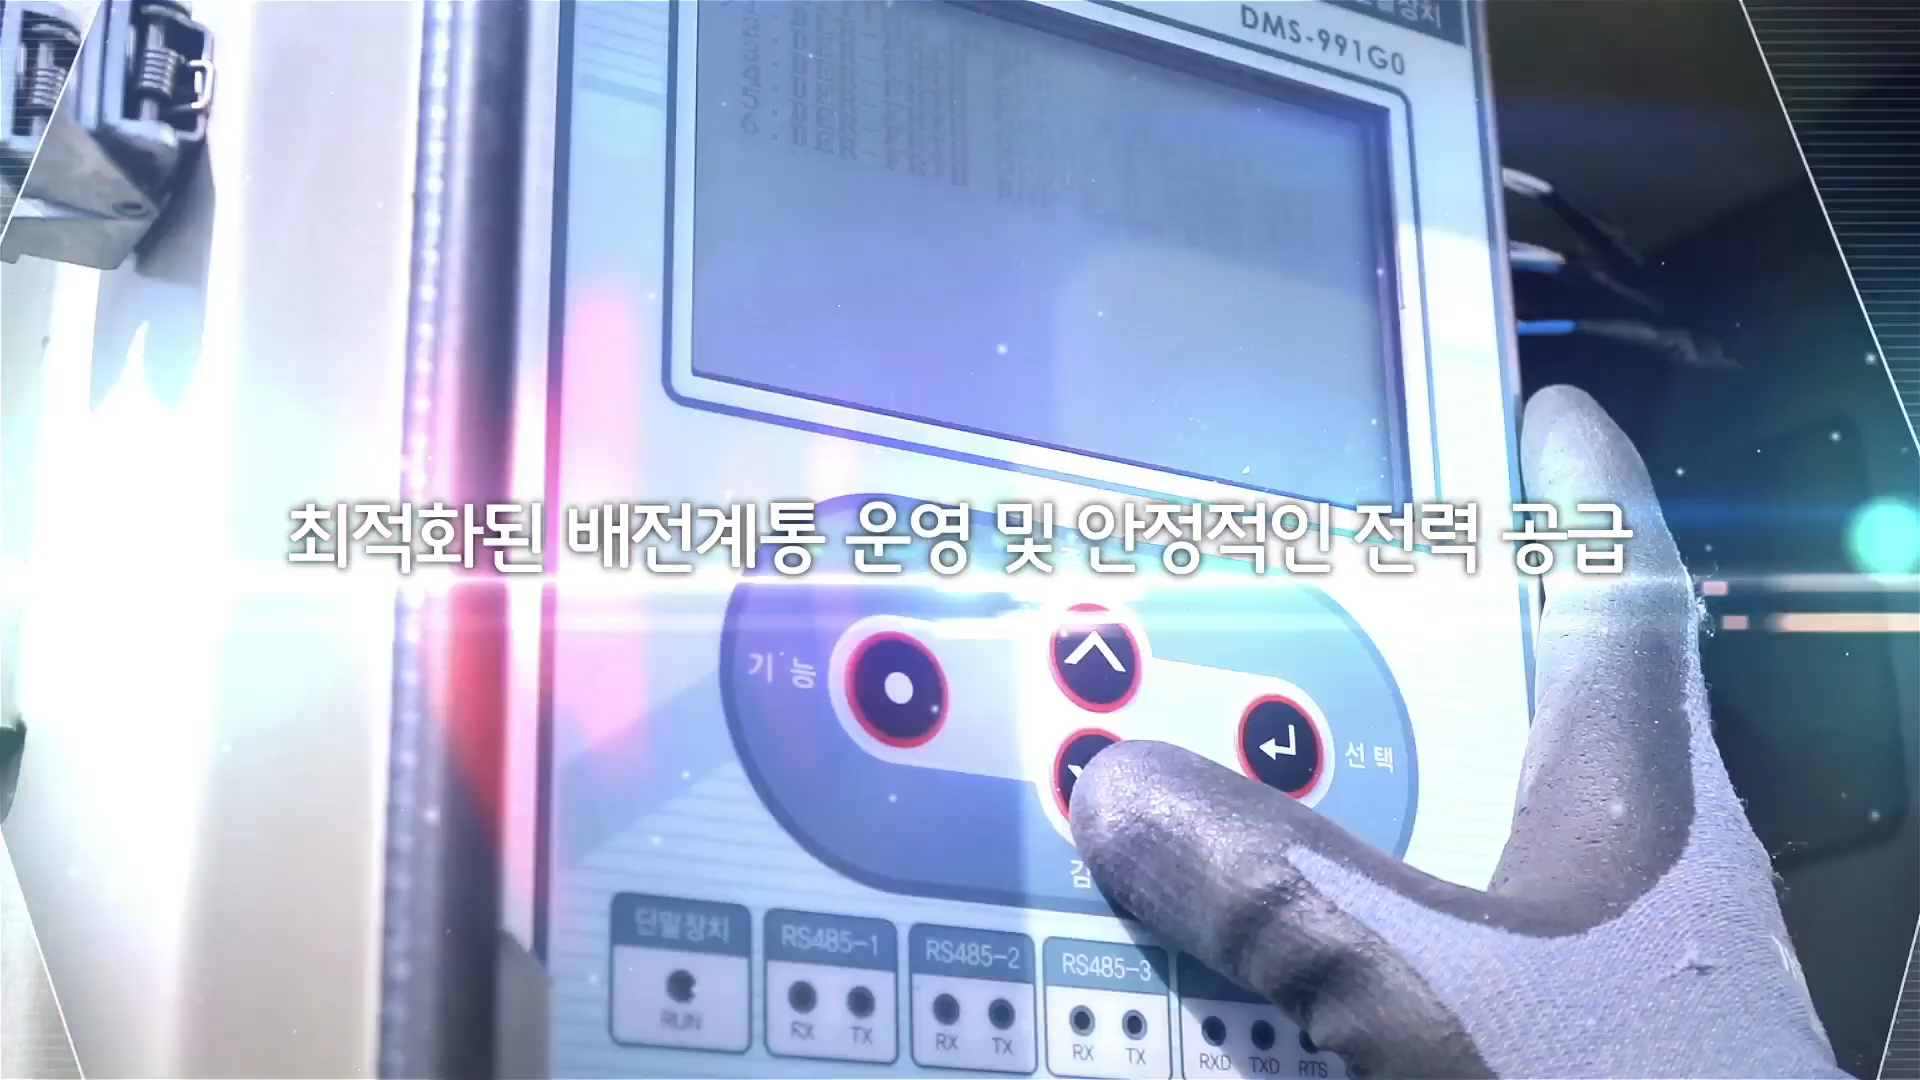 DMS-991G0
최적화된 배전계통 운영 및 안정적인 전력 공급
기 능
선 택
단말장치
RUN
RS485-1
RX TX
RS485-2
RX TX
RS485-3
RX TX
RXD TXD RTS